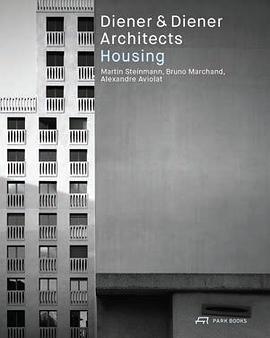 Diener & Diener
Architects
Housing
Martin Steinmann, Bruno Marchand,
Alexandre Aviolat
PARK BOOKS